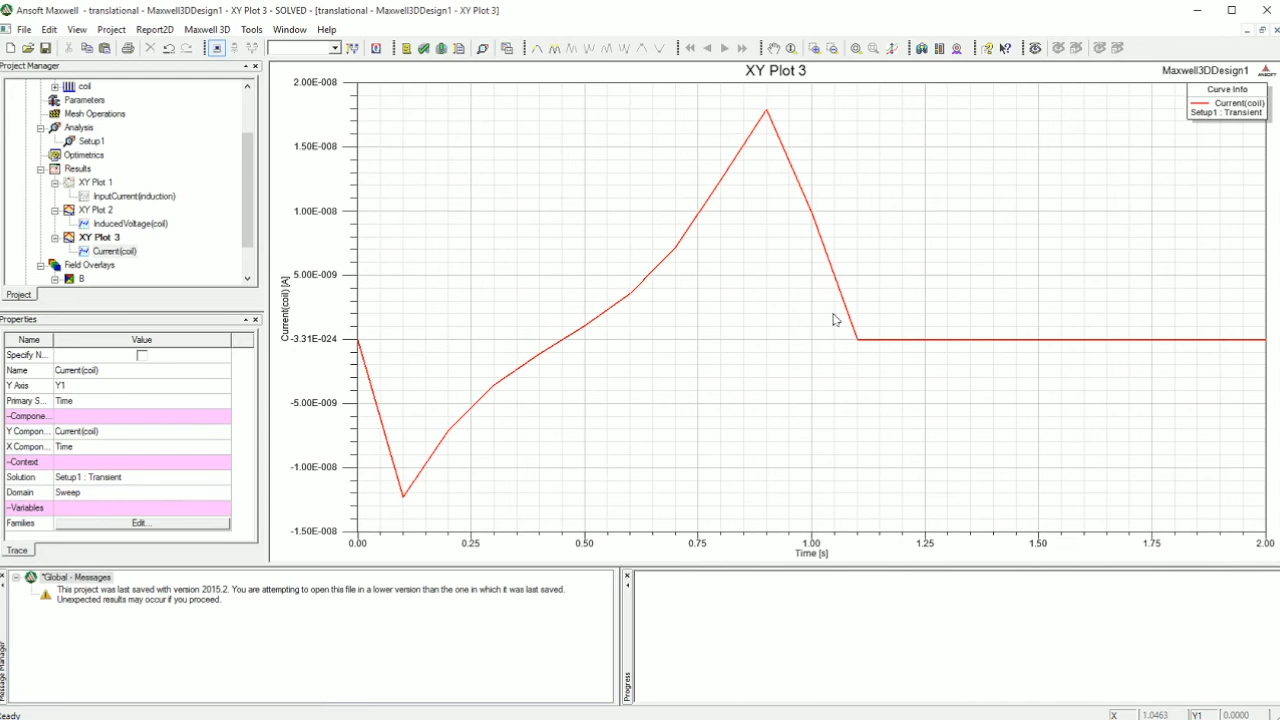 Ansoft Maxwell - translational - Maxwell3DDesign1 - XY Plot 3 - SOLVED - [translational - Maxwell3DDesign1 - XY Plot 3]
File Edit View Project Report2D Maxwell 3D Tools Window Help
Project Manager
coil
Parameters
Mesh Operations
Analysis
Setup1
Optimetrics
Results
XY Plot 1
InputCurrent(induction)
XY Plot 2
InducedVoltage(coil)
XY Plot 3
Current(coil)
Field Overlays
B
Project
Properties
Name Value
Specify N...
Name Current(coil)
Y Axis Y1
Primary S... Time
--Compone...
Y Compon... Current(coil)
X Compon... Time
--Context
Solution Setup1 : Transient
Domain Sweep
--Variables
Families Edit...
Trace
XY Plot 3
Maxwell3DDesign1
ANSOFT
Curve Info
Current(coil)
Setup1 : Transient
2.00E-008
1.50E-008
1.00E-008
5.00E-009
-3.31E-024
-5.00E-009
-1.00E-008
-1.50E-008
Current(coil) [A]
0.00 0.25 0.50 0.75 1.00 1.25 1.50 1.75 2.00
Time [s]
*Global - Messages
This project was last saved with version 2015.2. You are attempting to open this file in a lower version than the one in which it was last saved.
Unexpected results may occur if you proceed.
Message Manager
Progress
Ready
X 1.0463 Y1 0.0000